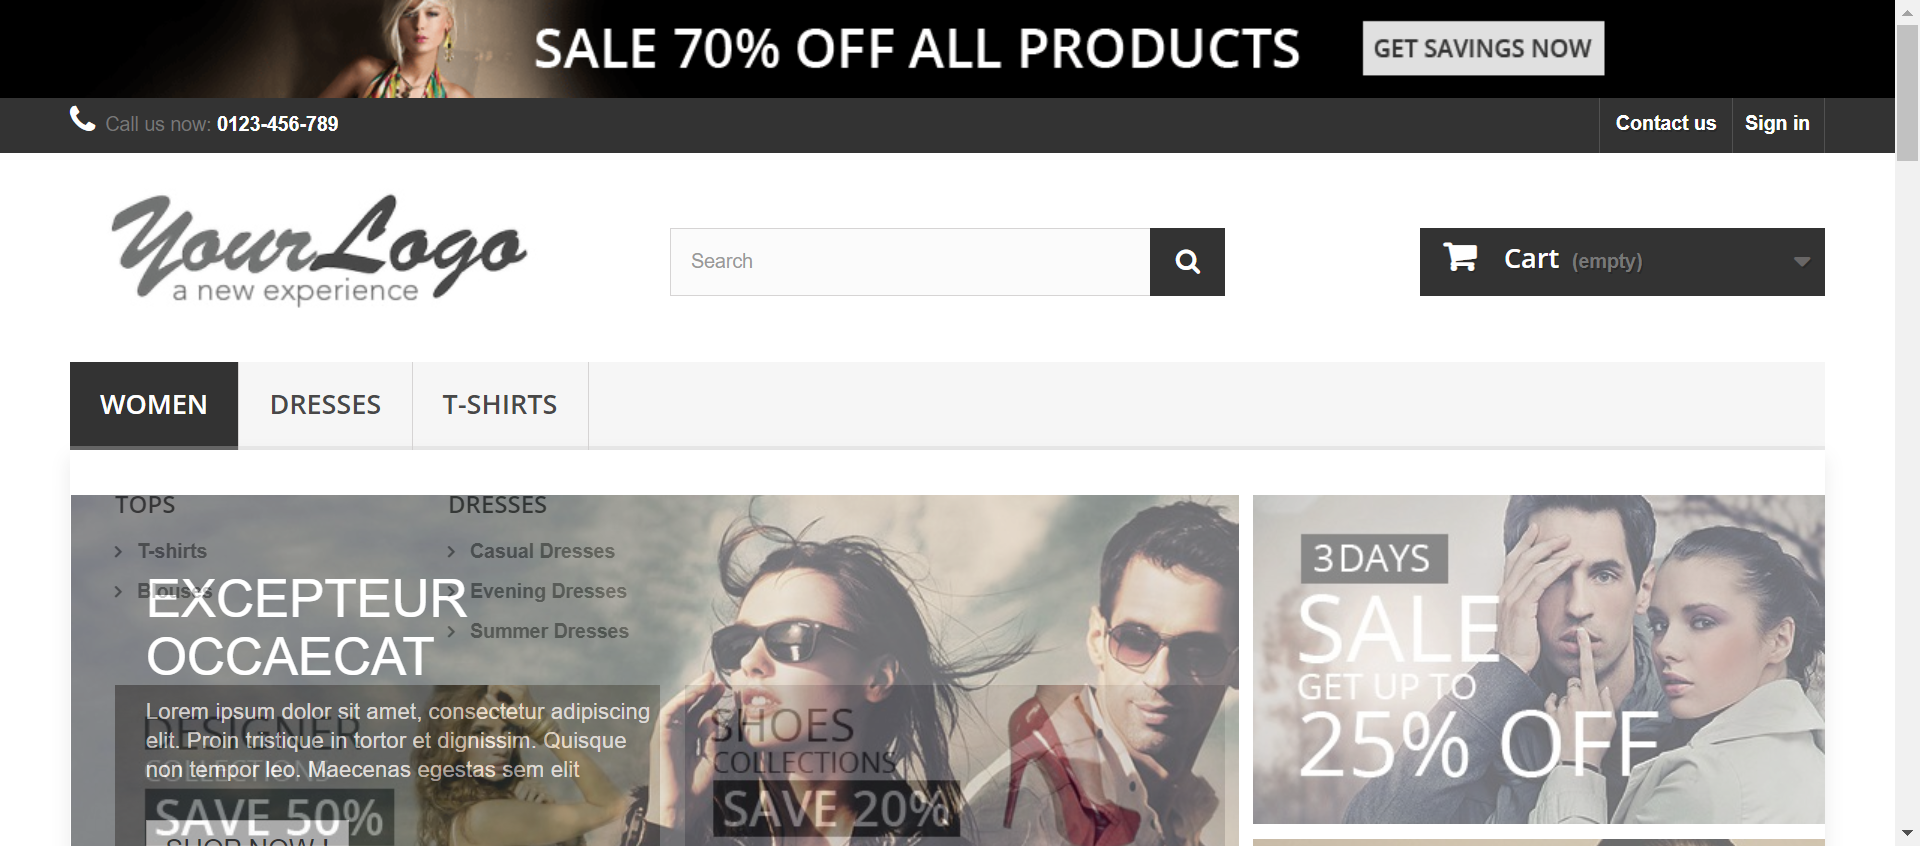 SALE 70% OFF ALL PRODUCTS
GET SAVINGS NOW
Call us now: 0123-456-789
Contact us
Sign in
YourLogo
a new experience
Search
Cart (empty)
WOMEN
DRESSES
T-SHIRTS
TOPS
T-shirts
Blouses
DRESSES
Casual Dresses
Evening Dresses
Summer Dresses
EXCEPTEUR
OCCAECAT
Lorem ipsum dolor sit amet, consectetur adipiscing
elit. Proin tristique in tortor et dignissim. Quisque
non tempor leo. Maecenas egestas sem elit
SHOP NOW !
DESIGNER
COLLECTIONS
SAVE 50%
SHOES
COLLECTIONS
SAVE 20%
3 DAYS
SALE
GET UP TO
25% OFF